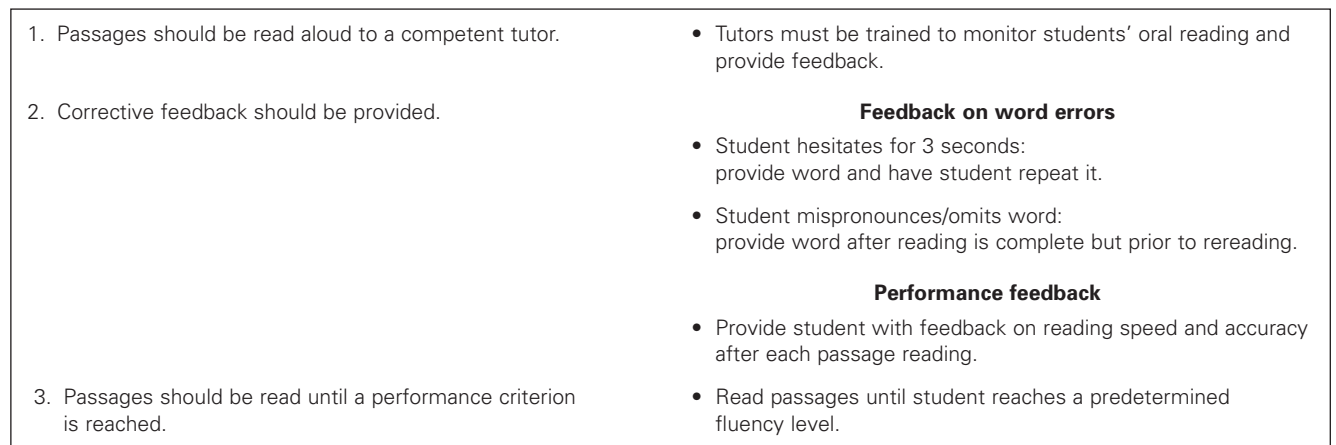 1. Passages should be read aloud to a competent tutor.
• Tutors must be trained to monitor students’ oral reading and
provide feedback.
2. Corrective feedback should be provided.
Feedback on word errors
• Student hesitates for 3 seconds:
provide word and have student repeat it.
• Student mispronounces/omits word:
provide word after reading is complete but prior to rereading.
Performance feedback
• Provide student with feedback on reading speed and accuracy
after each passage reading.
3. Passages should be read until a performance criterion
is reached.
• Read passages until student reaches a predetermined
fluency level.